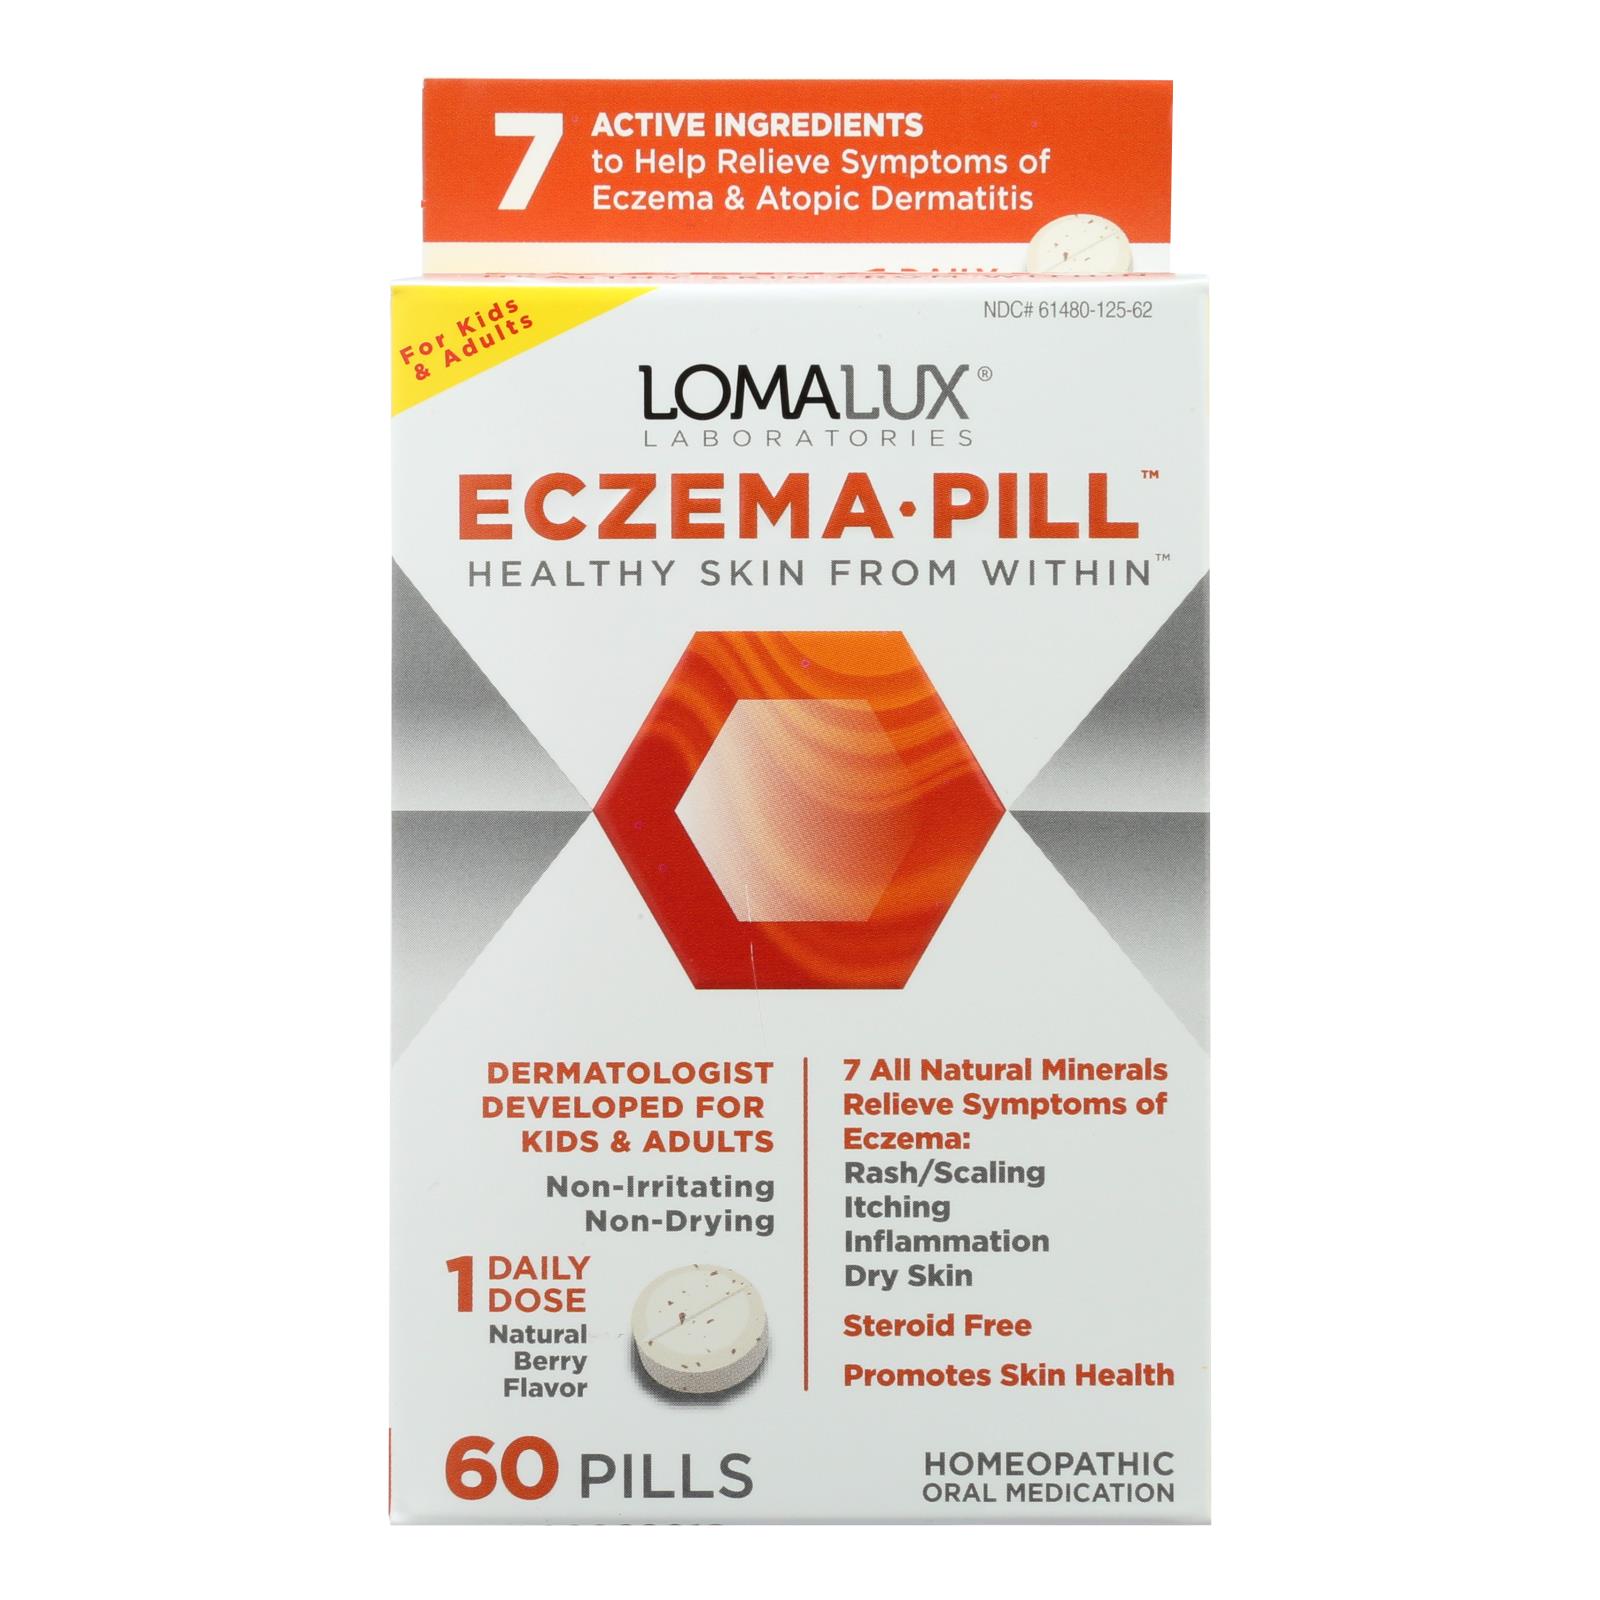 7 ACTIVE INGREDIENTS
to Help Relieve Symptoms of
Eczema & Atopic Dermatitis
For Kids
& Adults
NDC# 61480-125-62
LOMALUX®
LABORATORIES
ECZEMA•PILL™
HEALTHY SKIN FROM WITHIN™
DERMATOLOGIST
DEVELOPED FOR
KIDS & ADULTS
Non-Irritating
Non-Drying
1 DAILY
DOSE
Natural
Berry
Flavor
7 All Natural Minerals
Relieve Symptoms of
Eczema:
Rash/Scaling
Itching
Inflammation
Dry Skin
Steroid Free
Promotes Skin Health
60 PILLS
HOMEOPATHIC
ORAL MEDICATION